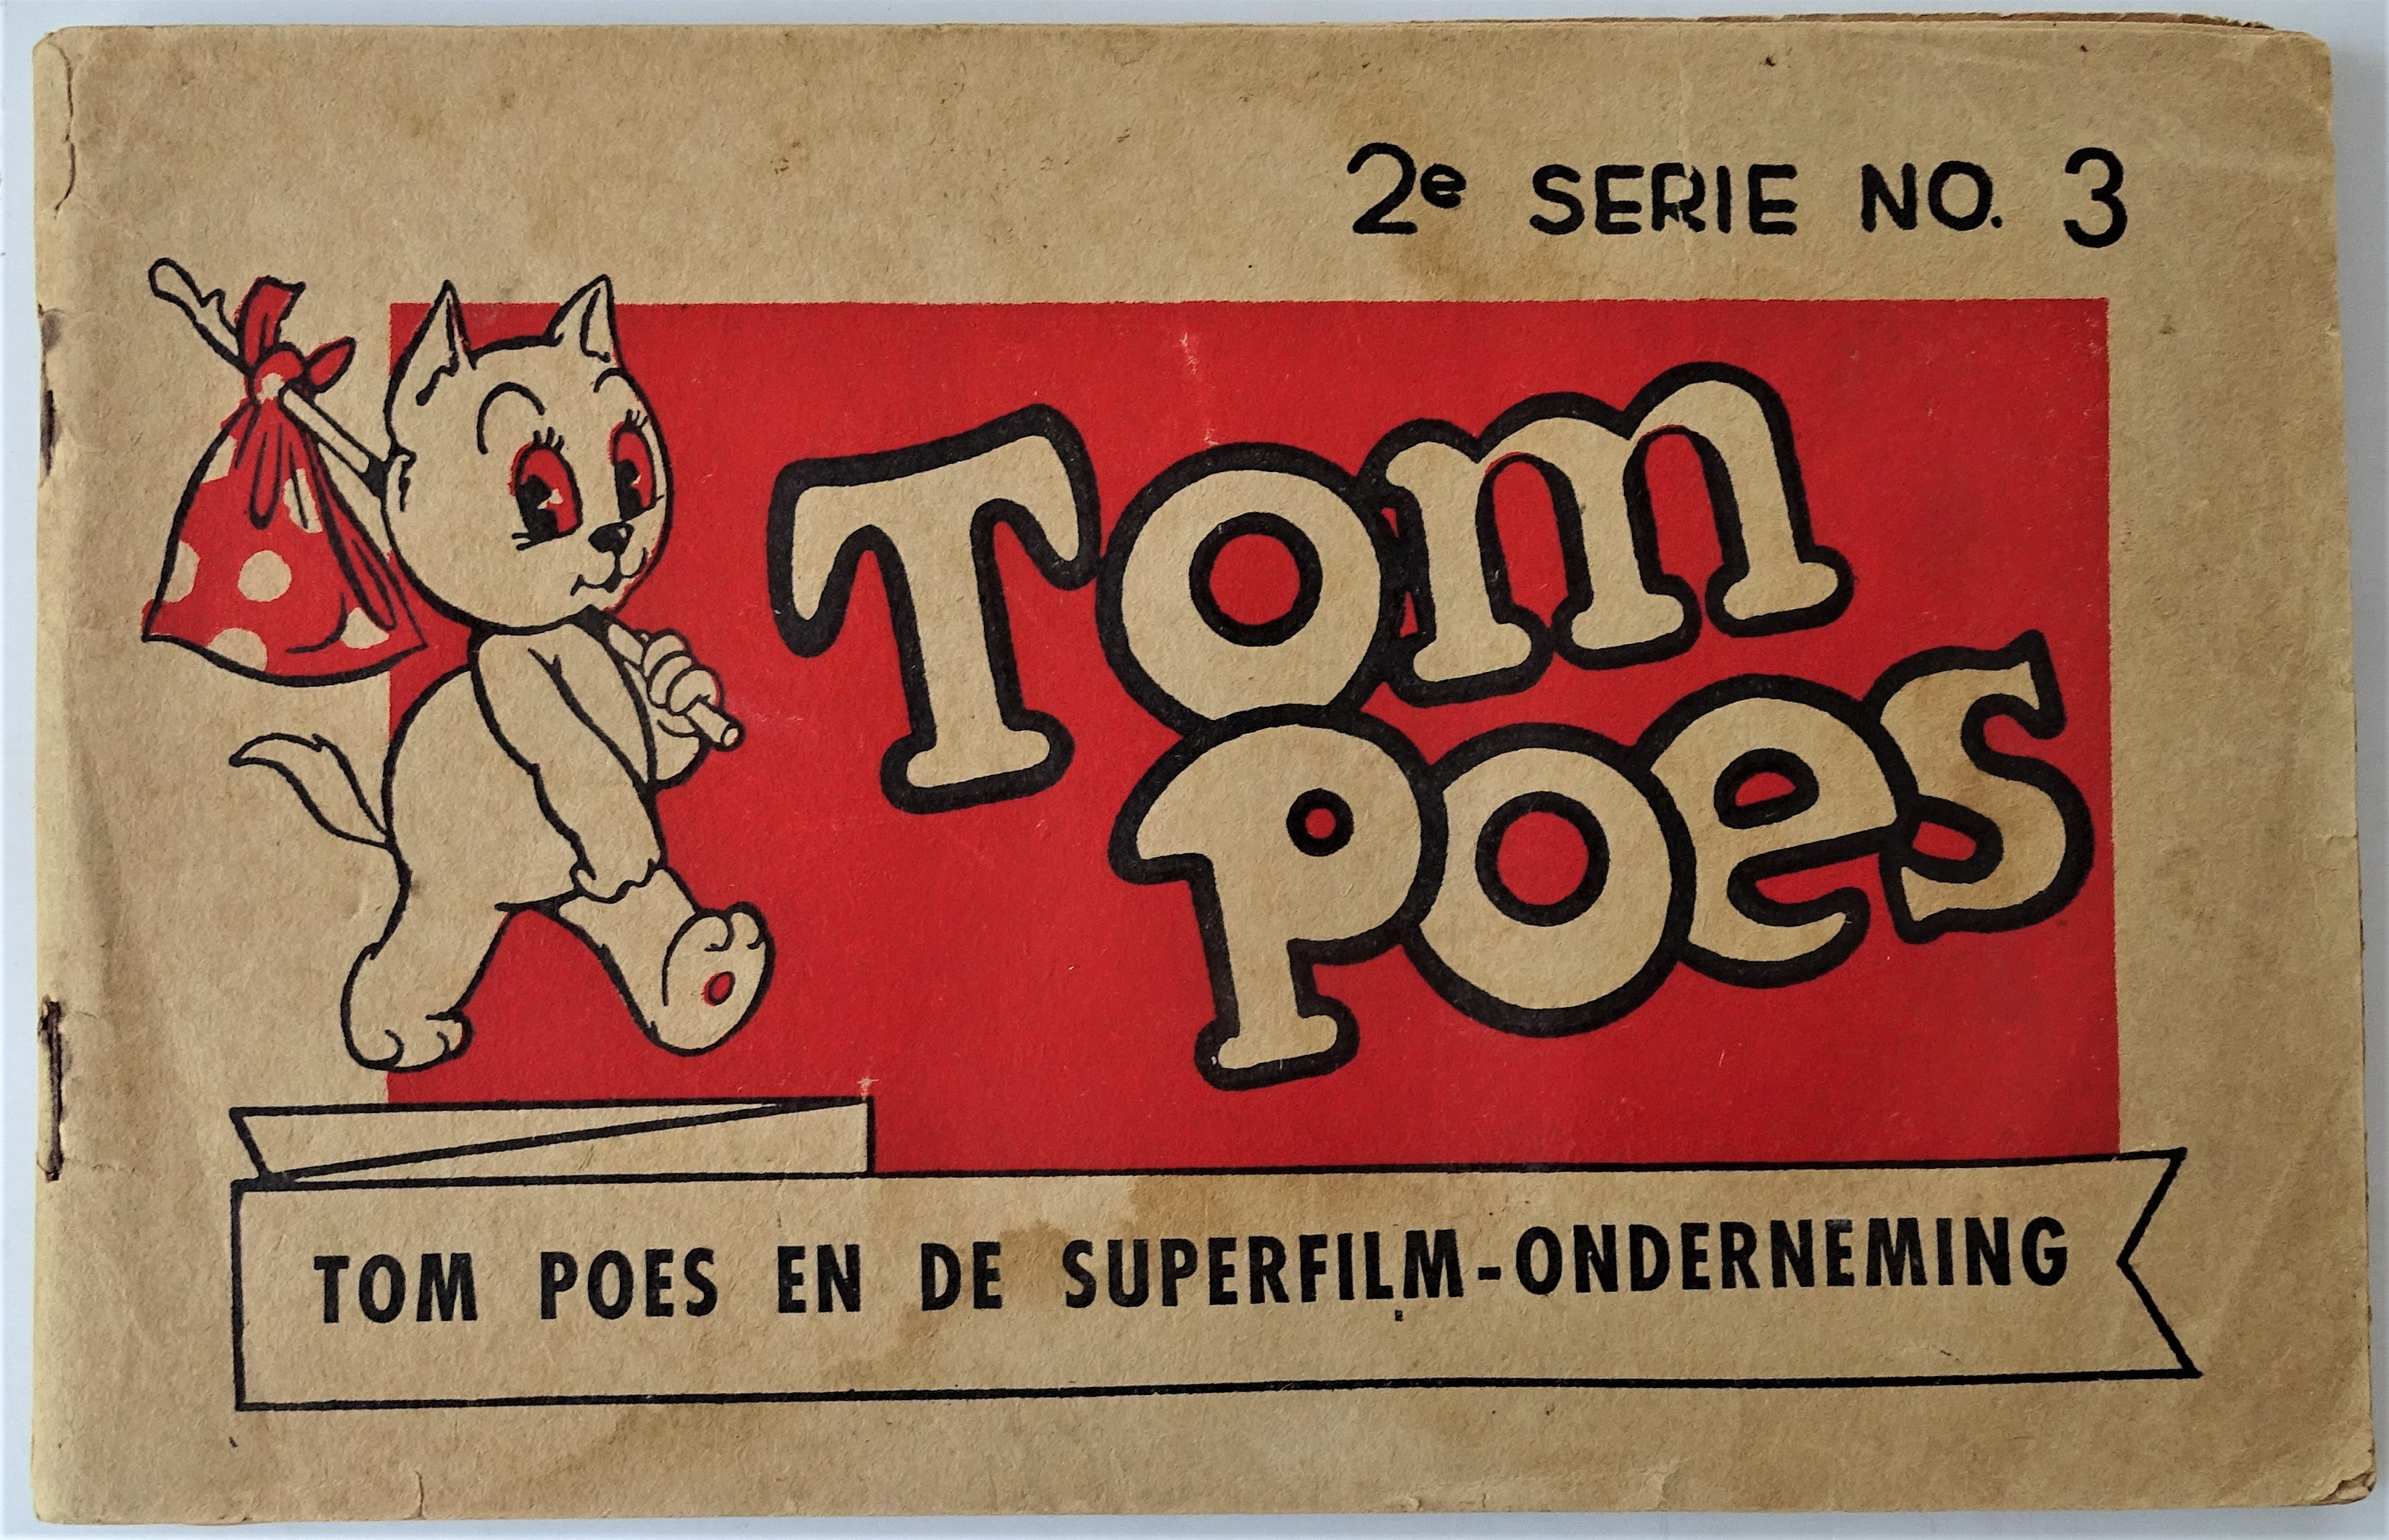 2e SERIE NO. 3
Tom
Poes
TOM POES EN DE SUPERFILM-ONDERNEMING